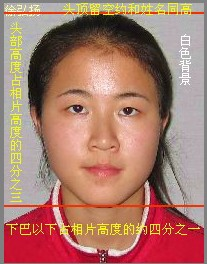 头顶留空约和姓名同高
头部高度占相片高度的四分之三
白色背景
下巴以下占相片高度的约四分之一